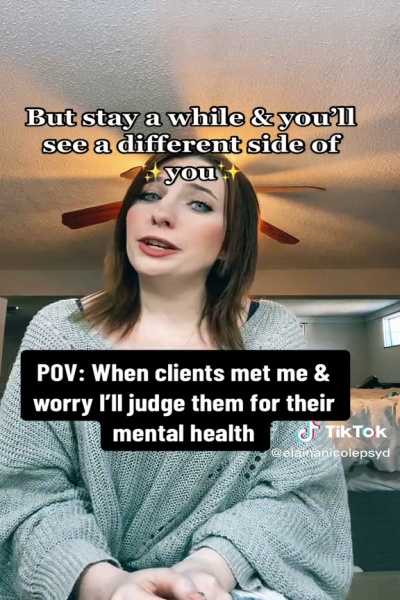 But stay a while & you'll
see a different side of
✨you✨
POV: When clients met me &
worry I'll judge them for their
mental health
TikTok
@elainanicolepsyd